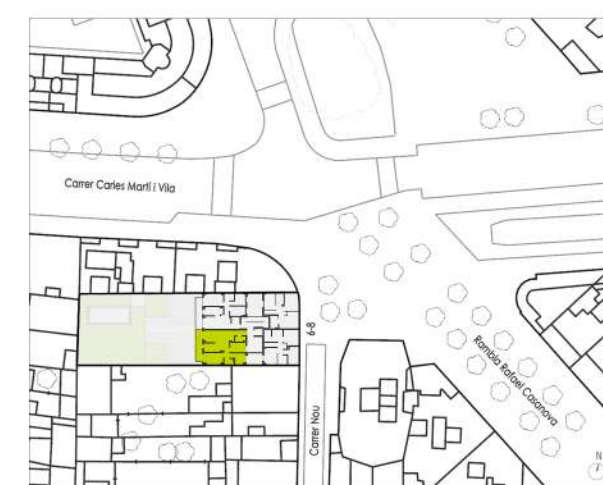 Carrer Carles Martí i Vila
6-8
Carrer Nou
Rambla Rafael Casanova
N